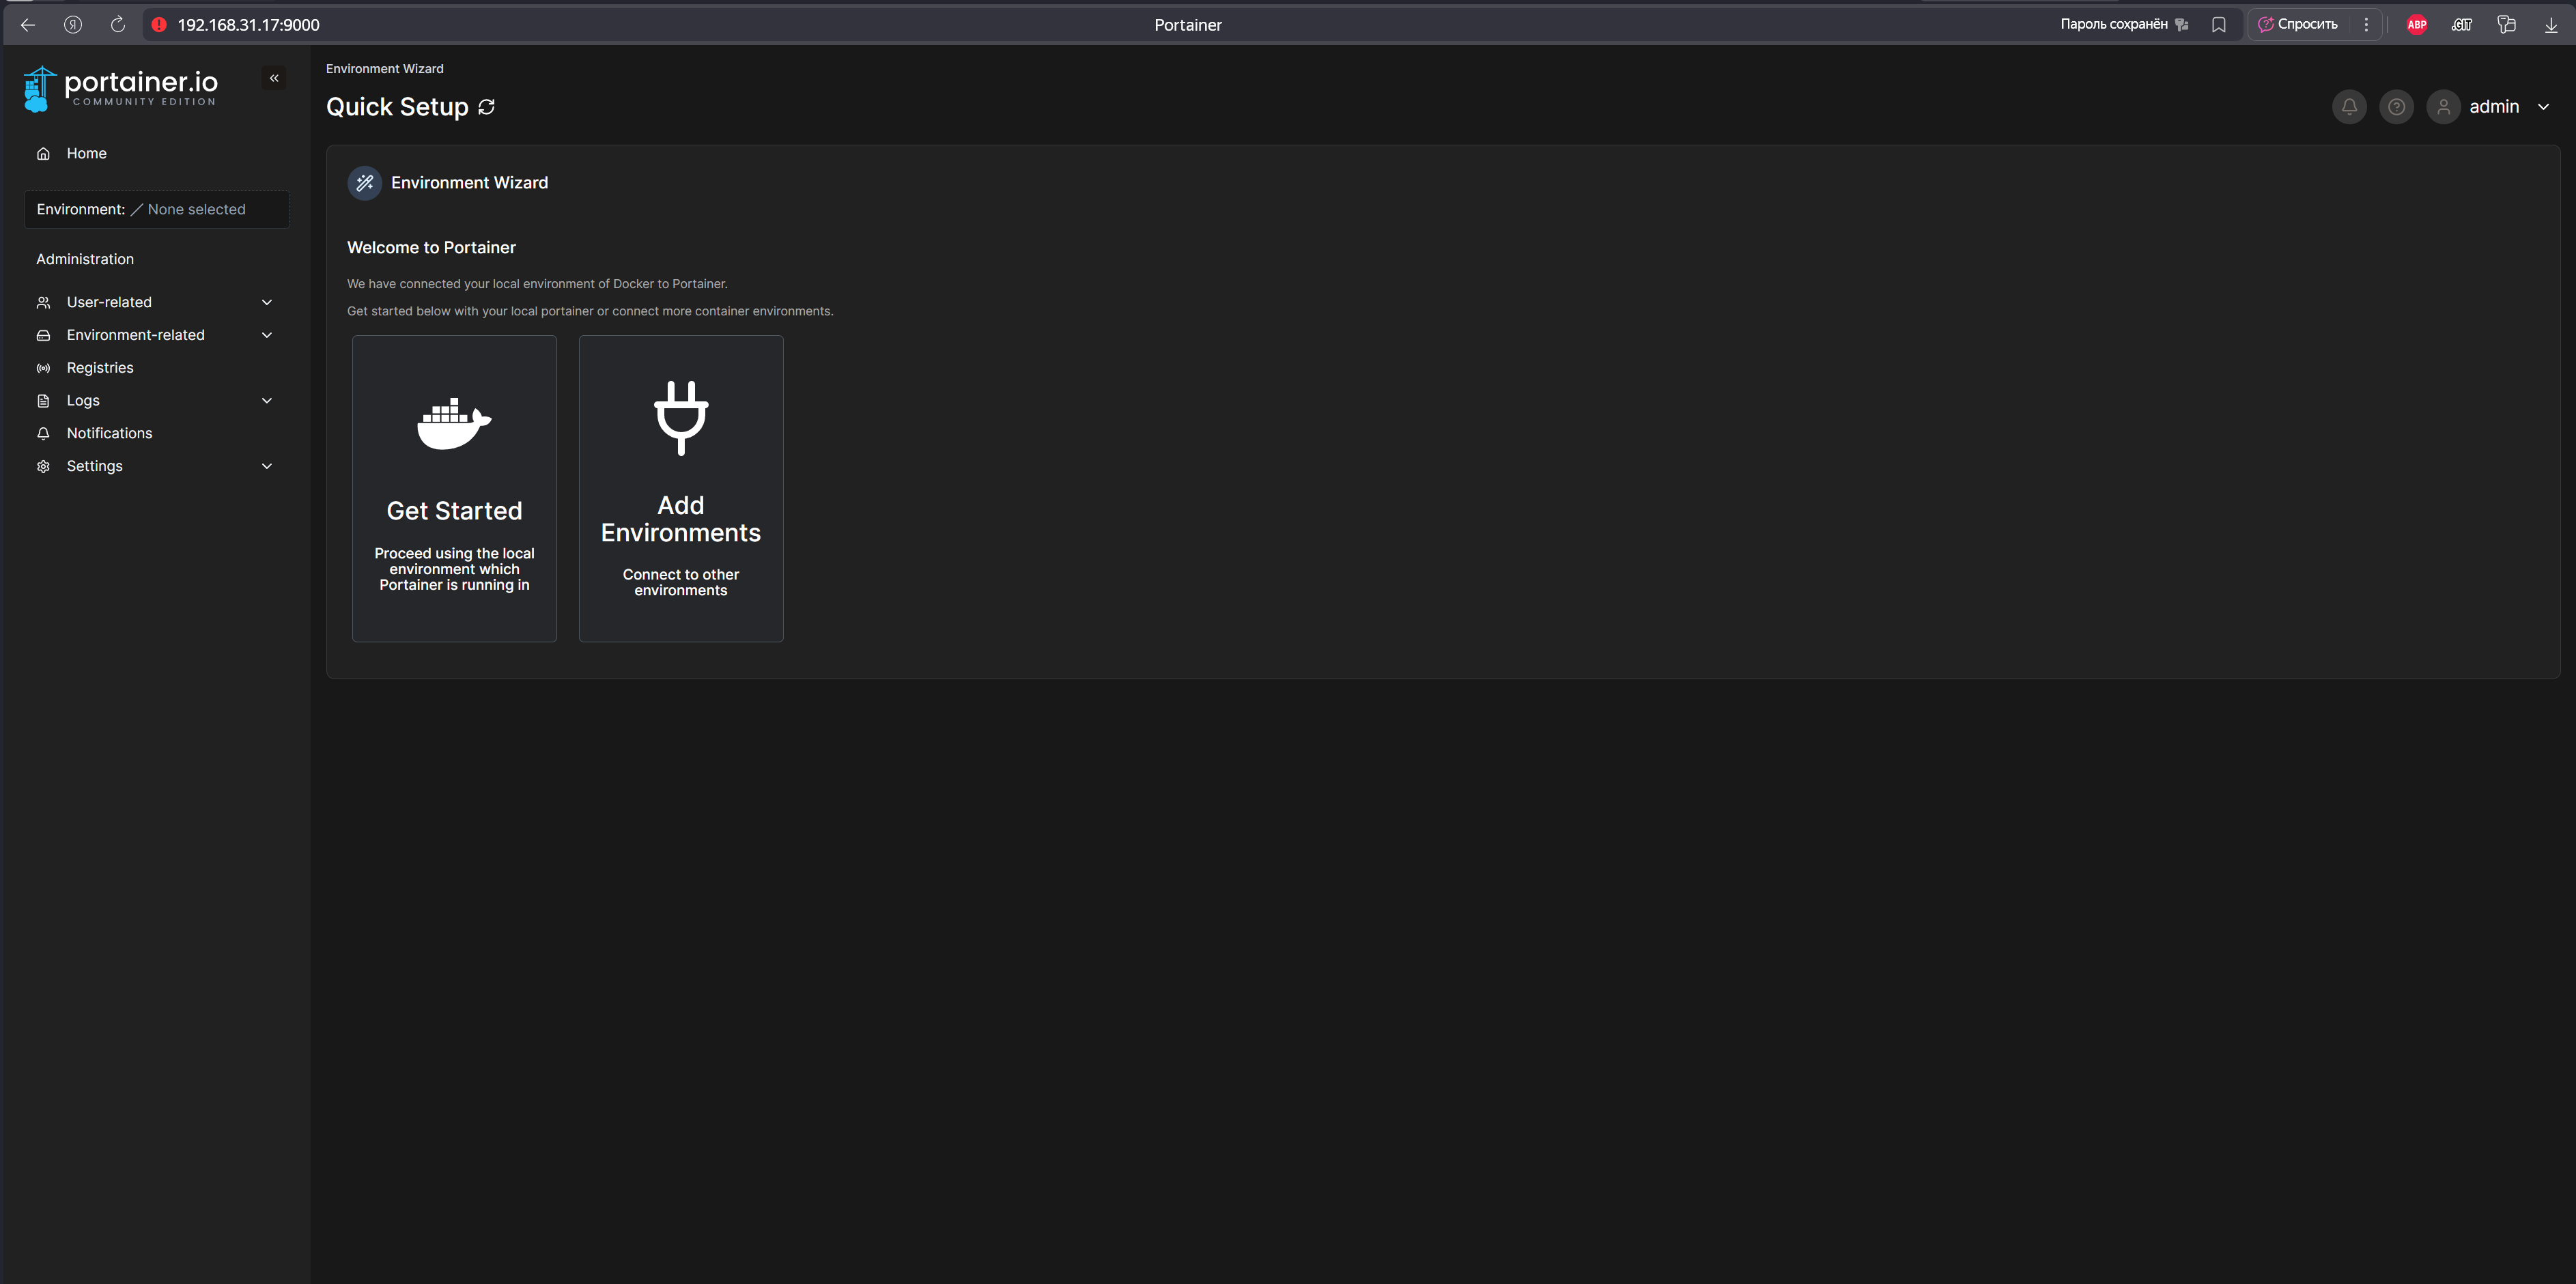 192.168.31.17:9000
Portainer
Пароль сохранён
Спросить
ABP
.GIT
portainer.io
COMMUNITY EDITION
Home
Environment: None selected
Administration
User-related
Environment-related
Registries
Logs
Notifications
Settings
Environment Wizard
Quick Setup
admin
Environment Wizard
Welcome to Portainer
We have connected your local environment of Docker to Portainer.
Get started below with your local portainer or connect more container environments.
Get Started
Proceed using the local
environment which
Portainer is running in
Add
Environments
Connect to other
environments